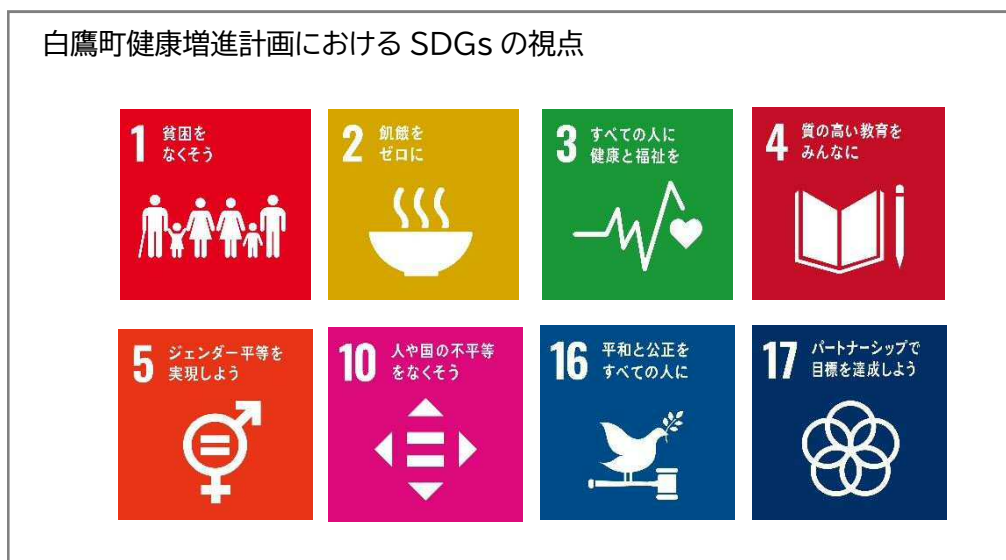 白鷹町健康増進計画における SDGs の視点
1 貧困を
なくそう
2 飢餓を
ゼロに
3 すべての人に
健康と福祉を
4 質の高い教育を
みんなに
5 ジェンダー平等を
実現しよう
10 人や国の不平等
をなくそう
16 平和と公正を
すべての人に
17 パートナーシップで
目標を達成しよう